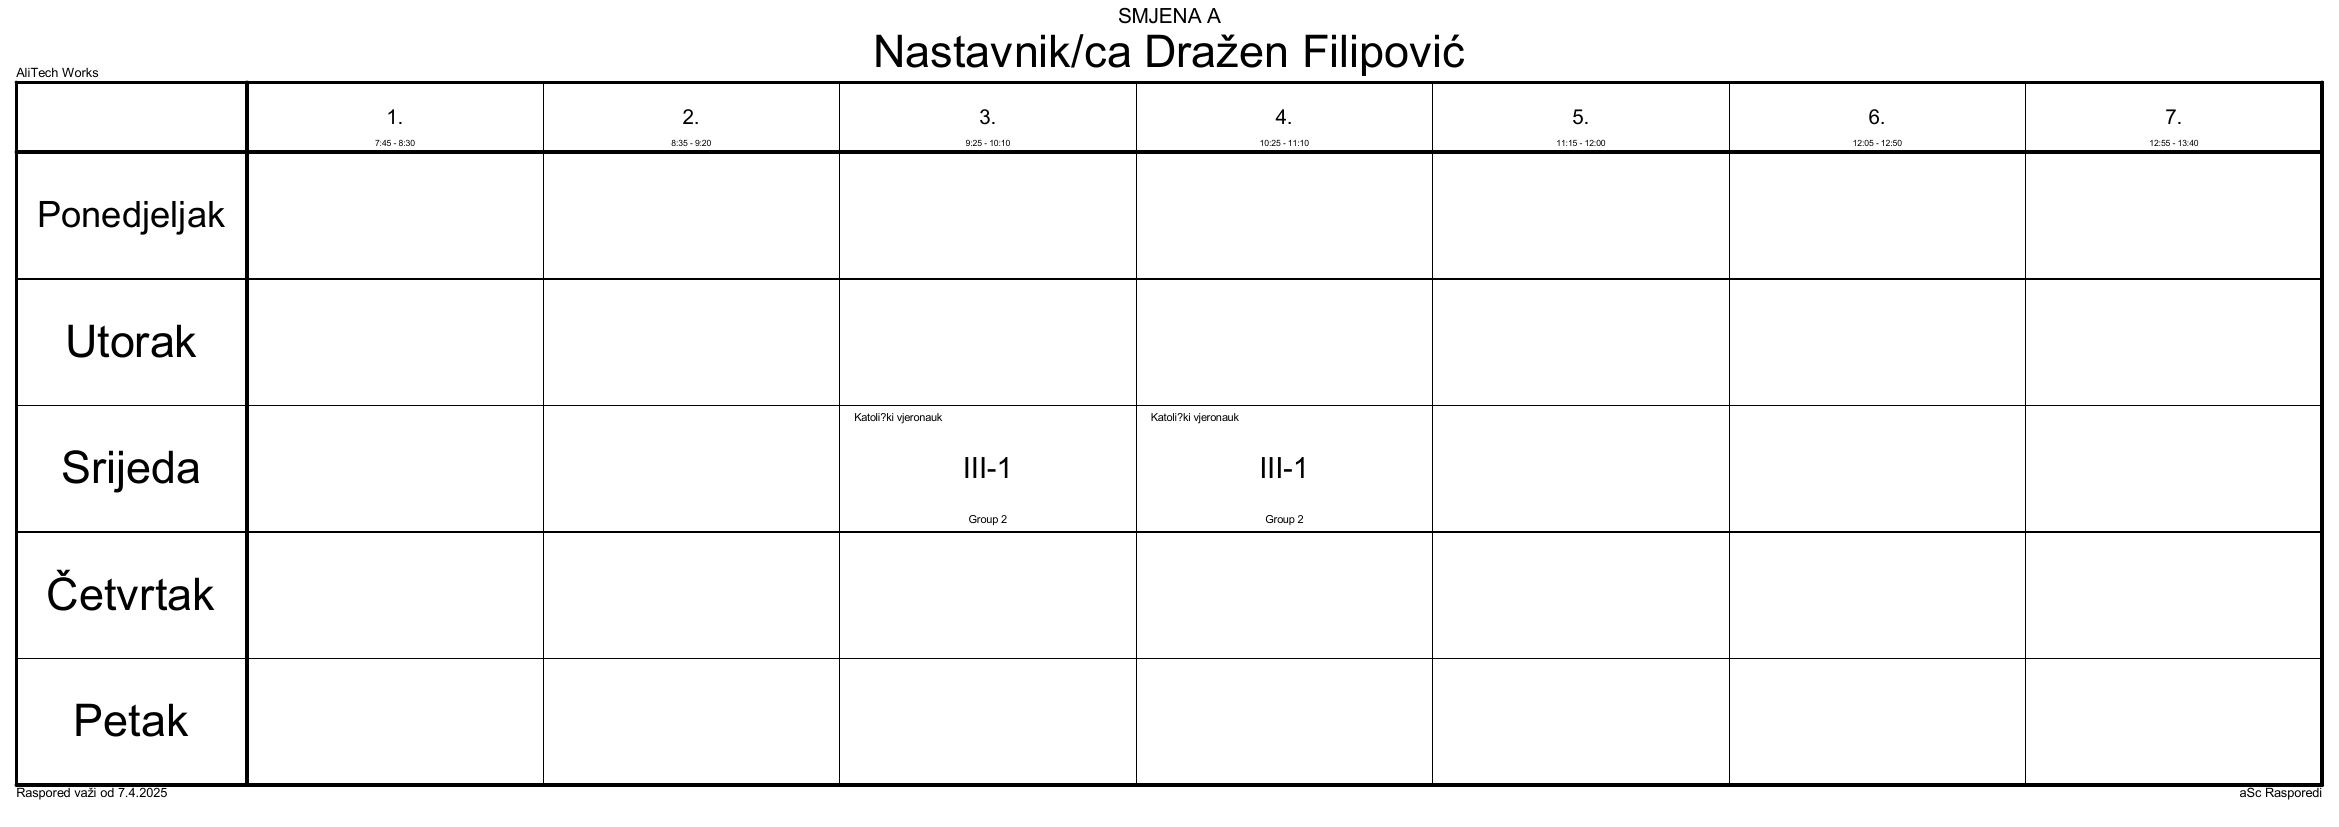 SMJENA A
Nastavnik/ca Dražen Filipović
AliTech Works
1. 2. 3. 4. 5. 6. 7.
7:45 - 8:30 8:35 - 9:20 9:25 - 10:10 10:25 - 11:10 11:15 - 12:00 12:05 - 12:50 12:55 - 13:40
Ponedjeljak
Utorak
Katoli?ki vjeronauk Katoli?ki vjeronauk
Srijeda III-1 III-1
Group 2 Group 2
Četvrtak
Petak
Raspored važi od 7.4.2025 aSc Rasporedi